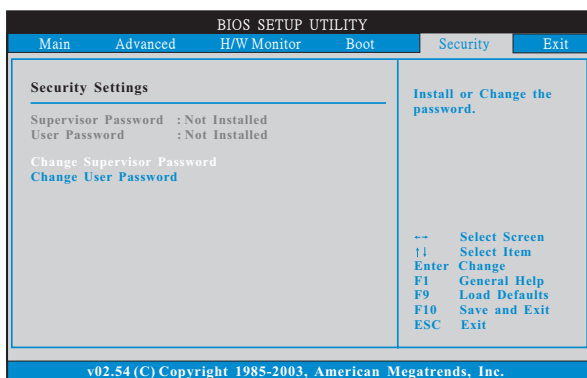 BIOS SETUP UTILITY
Main Advanced H/W Monitor Boot Security Exit
Security Settings
Supervisor Password : Not Installed
User Password : Not Installed
Change Supervisor Password
Change User Password
Install or Change the
password.
←→ Select Screen
↑↓ Select Item
Enter Change
F1 General Help
F9 Load Defaults
F10 Save and Exit
ESC Exit
v02.54 (C) Copyright 1985-2003, American Megatrends, Inc.